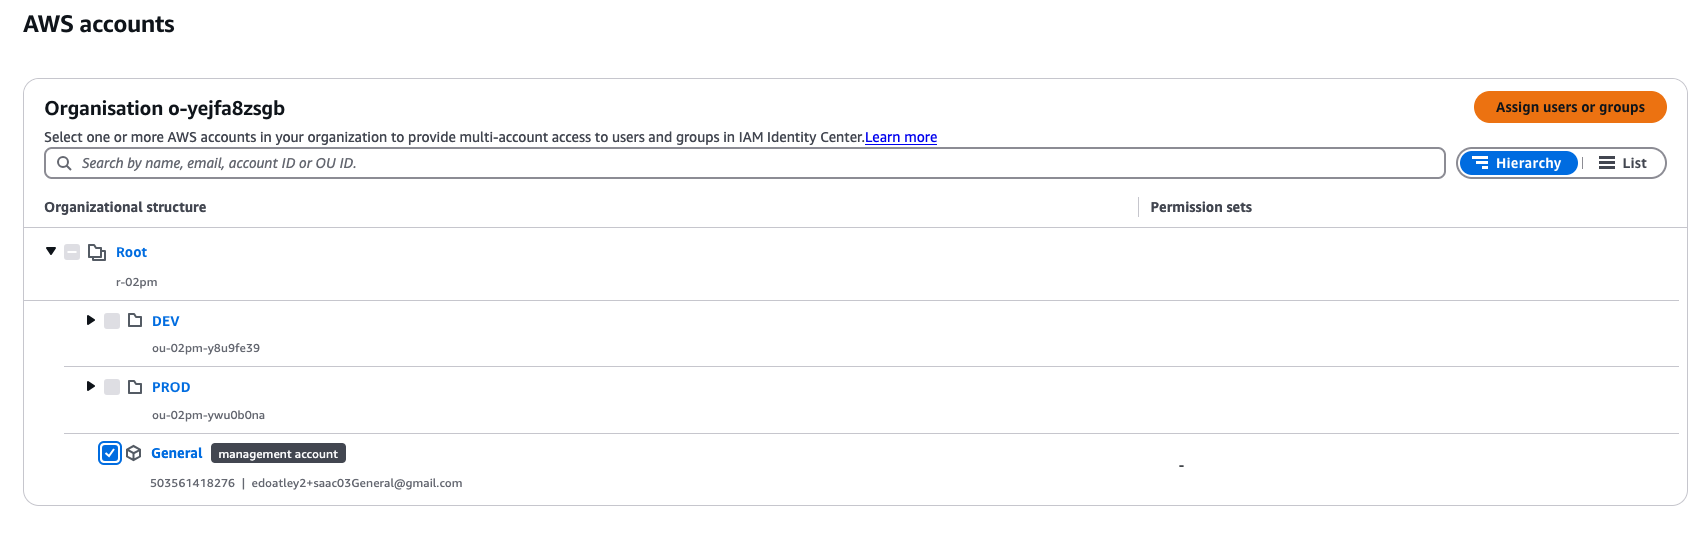 AWS accounts
Organisation o-yejfa8zsgb
Assign users or groups
Select one or more AWS accounts in your organization to provide multi-account access to users and groups in IAM Identity Center.Learn more
Search by name, email, account ID or OU ID.
Hierarchy | List
Organizational structure
Permission sets
Root
r-02pm
DEV
ou-02pm-y8u9fe39
PROD
ou-02pm-ywu0b0na
General management account
-
503561418276 | edoatley2+saac03General@gmail.com